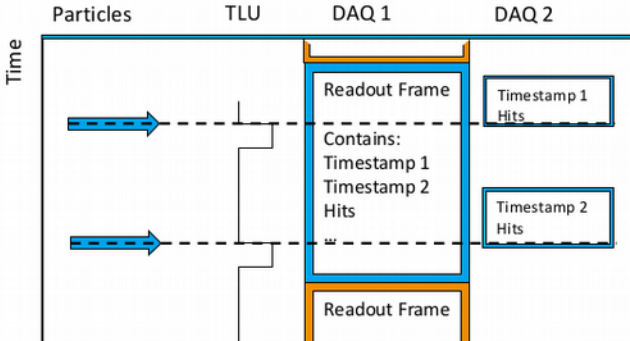 Particles
TLU
DAQ 1
DAQ 2
Time
Readout Frame
Contains:
Timestamp 1
Timestamp 2
Hits
...
Timestamp 1
Hits
Timestamp 2
Hits
Readout Frame